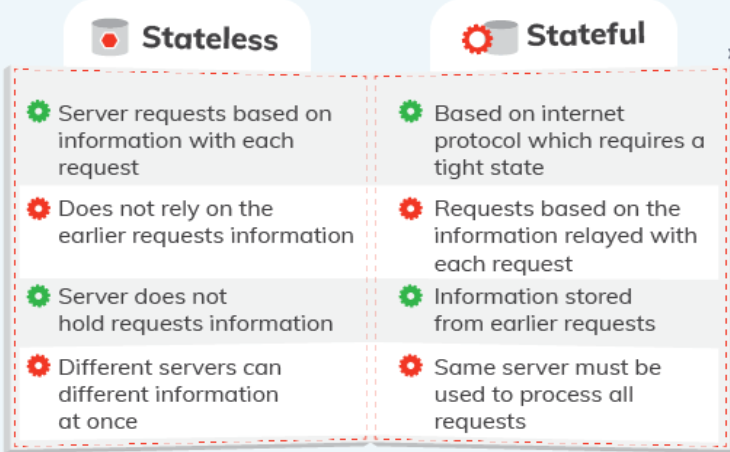 Stateless
Server requests based on
information with each
request
Does not rely on the
earlier requests information
Server does not
hold requests information
Different servers can
different information
at once
Stateful
Based on internet
protocol which requires a
tight state
Requests based on the
information relayed with
each request
Information stored
from earlier requests
Same server must be
used to process all
requests